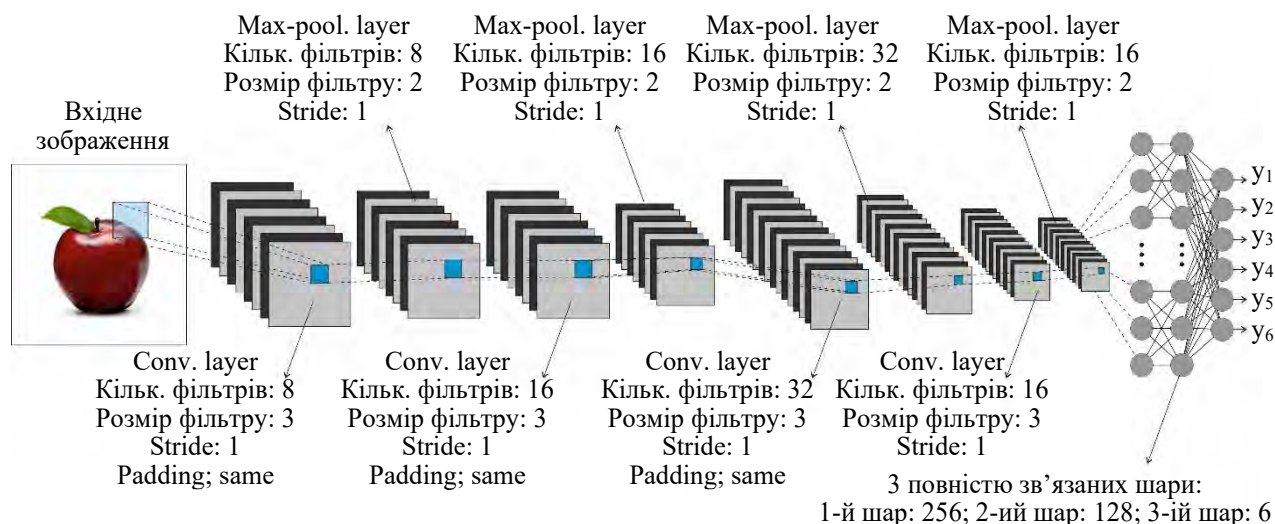 Max-pool. layer
Кільк. фільтрів: 8
Розмір фільтру: 2
Stride: 1
Max-pool. layer
Кільк. фільтрів: 16
Розмір фільтру: 2
Stride: 1
Max-pool. layer
Кільк. фільтрів: 32
Розмір фільтру: 2
Stride: 1
Max-pool. layer
Кільк. фільтрів: 16
Розмір фільтру: 2
Stride: 1
Вхідне
зображення
y1
y2
y3
y4
y5
y6
Conv. layer
Кільк. фільтрів: 8
Розмір фільтру: 3
Stride: 1
Padding; same
Conv. layer
Кільк. фільтрів: 16
Розмір фільтру: 3
Stride: 1
Padding; same
Conv. layer
Кільк. фільтрів: 32
Розмір фільтру: 3
Stride: 1
Padding; same
Conv. layer
Кільк. фільтрів: 16
Розмір фільтру: 3
Stride: 1
3 повністю зв’язаних шари:
1-й шар: 256; 2-ий шар: 128; 3-ій шар: 6